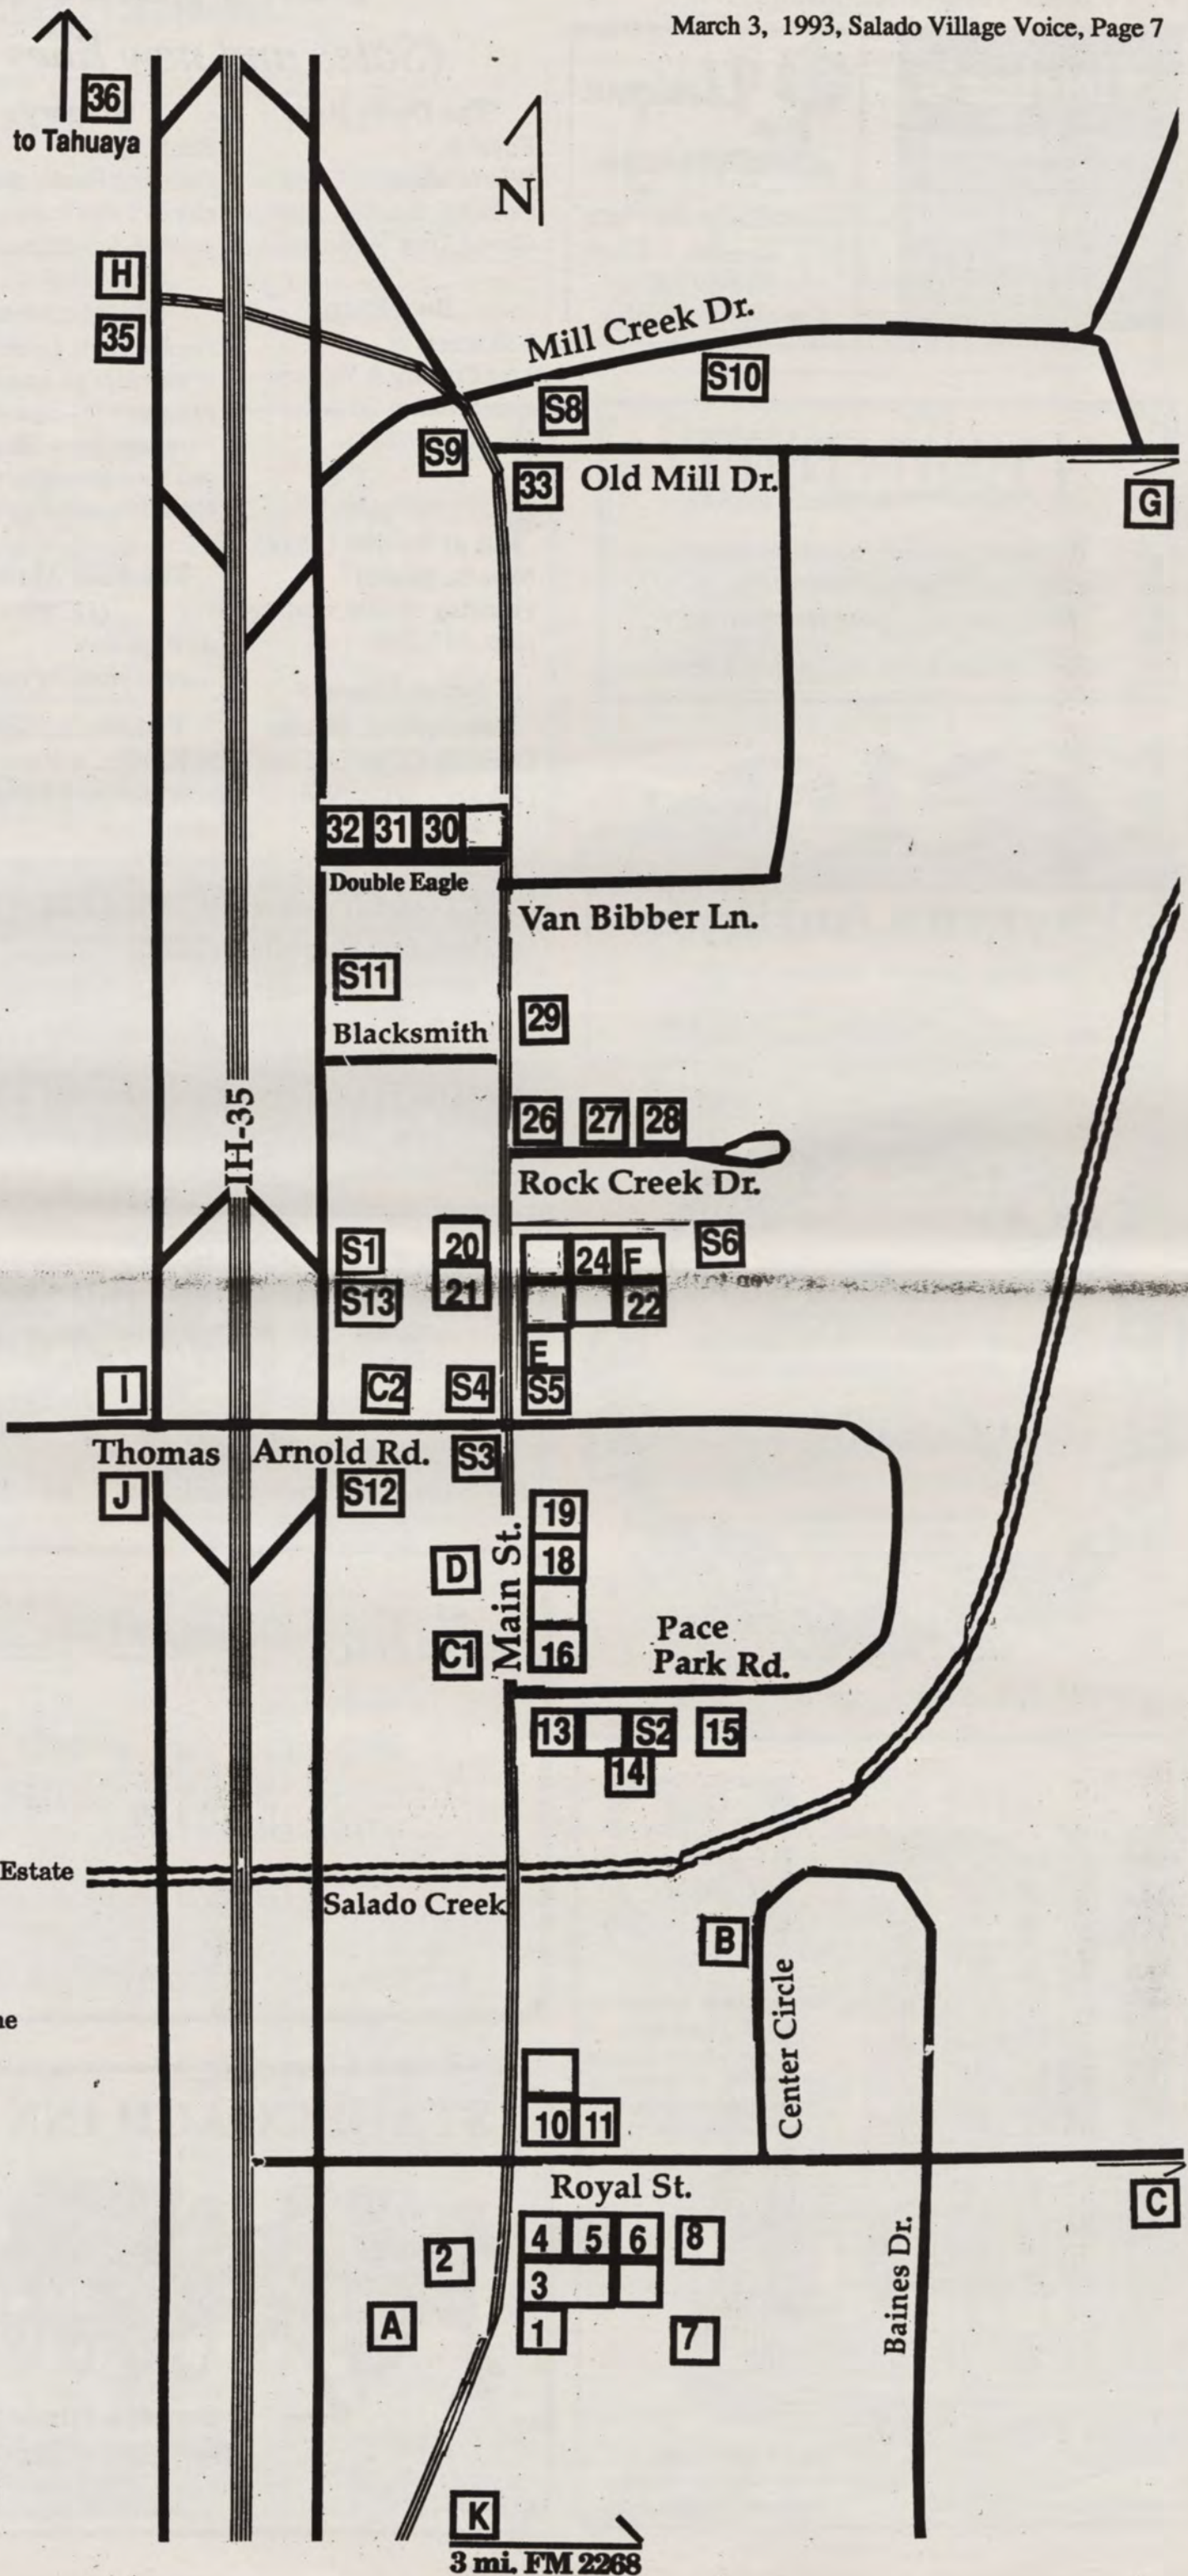 March 3, 1993, Salado Village Voice, Page 7
36
to Tahuaya
N
H
35
Mill Creek Dr.
S10
S8
S9
33
Old Mill Dr.
G
32 31 30
Double Eagle
Van Bibber Ln.
S11
29
Blacksmith
IH-35
26 27 28
Rock Creek Dr.
S1
20
S6
24 F
S13
21
22
E
I
C2
S4
S5
Thomas Arnold Rd.
S3
J
S12
19
D
Main St.
18
C1
16
Pace
Park Rd.
13
S2
15
14
Estate
Salado Creek
B
Center Circle
10 11
Royal St.
C
4 5 6
8
2
3
Baines Dr.
A
1
7
K
3 mi. FM 2268